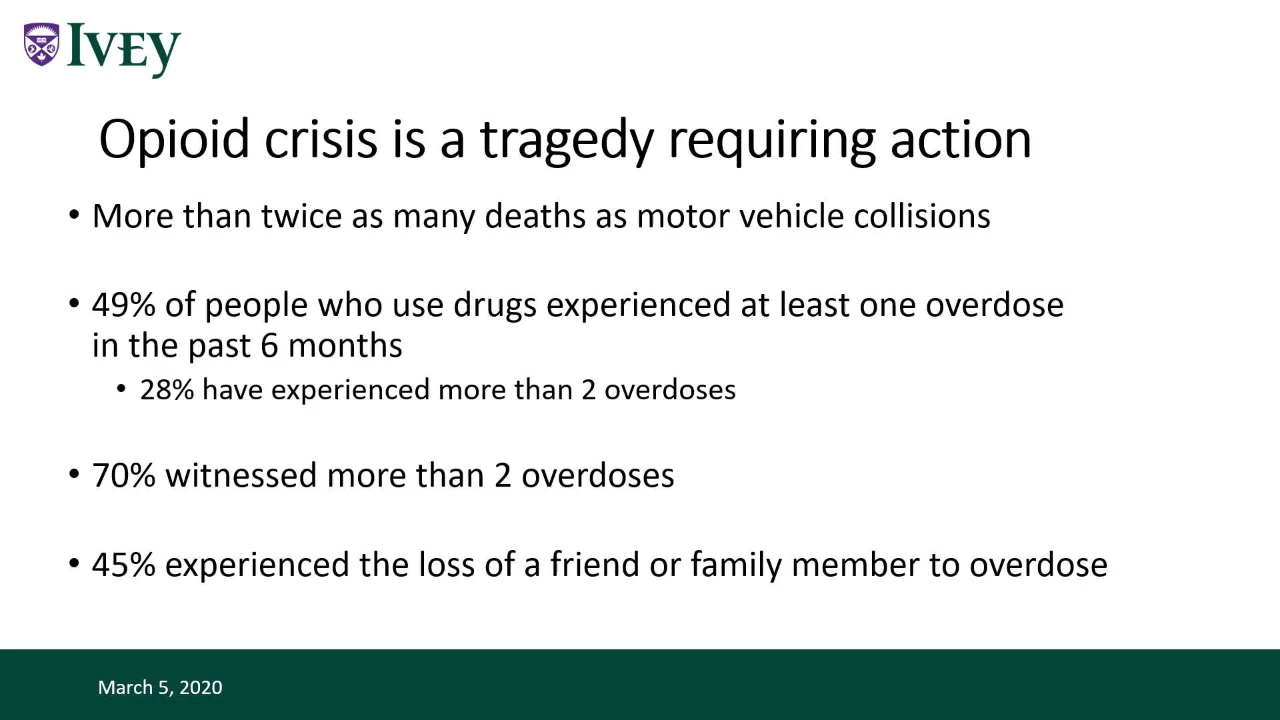 IVEY
Opioid crisis is a tragedy requiring action
• More than twice as many deaths as motor vehicle collisions
• 49% of people who use drugs experienced at least one overdose
in the past 6 months
• 28% have experienced more than 2 overdoses
• 70% witnessed more than 2 overdoses
• 45% experienced the loss of a friend or family member to overdose
March 5, 2020